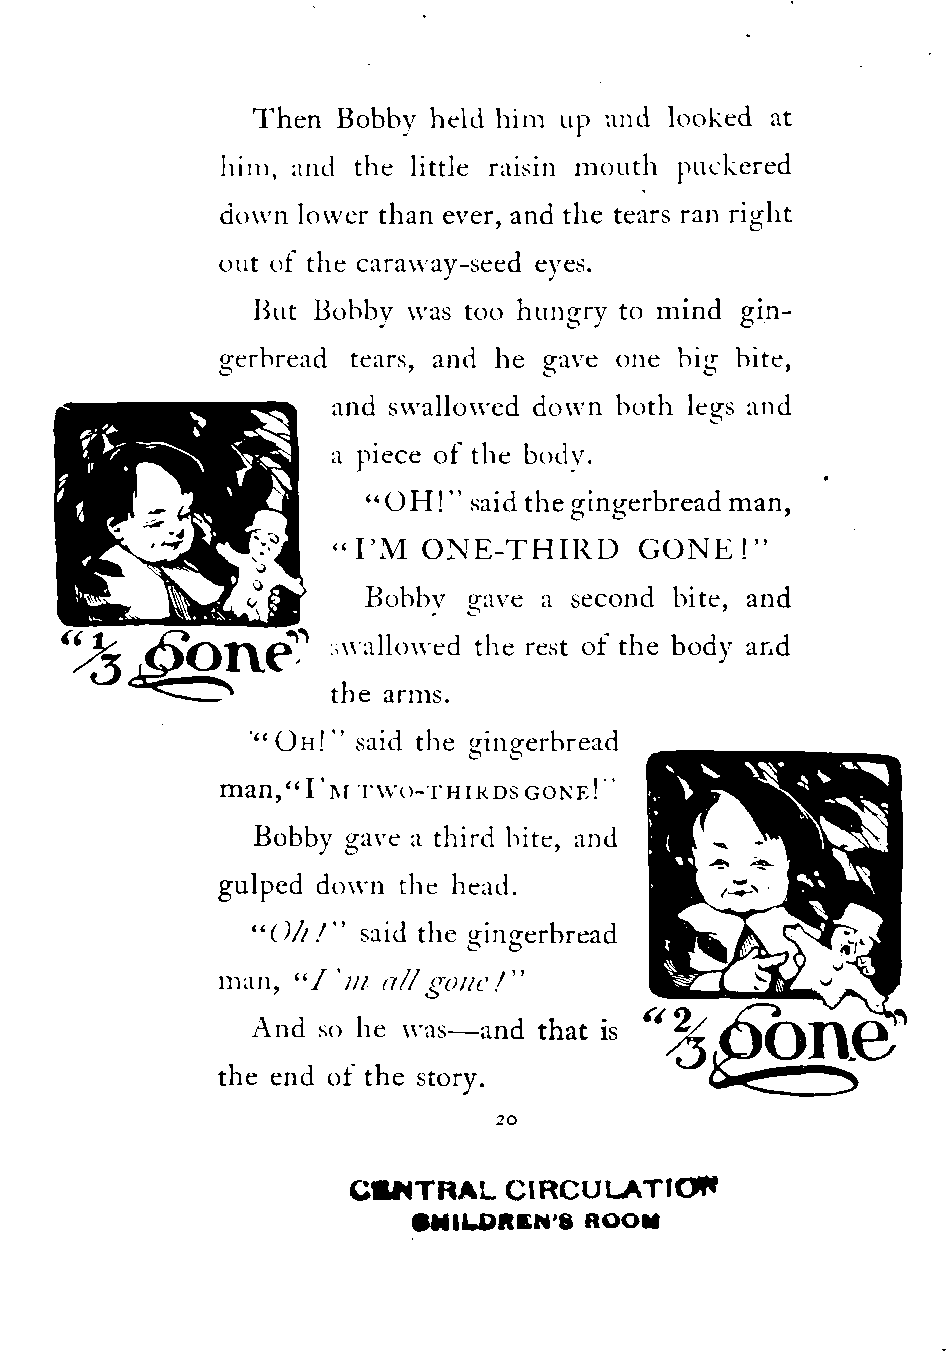 Then Bobby held him up and looked at
him, and the little raisin mouth puckered
down lower than ever, and the tears ran right
out of the caraway-seed eyes.
But Bobby was too hungry to mind gin-
gerbread tears, and he gave one big bite,
and swallowed down both legs and
a piece of the body.
“OH!” said the gingerbread man,
“I’M ONE-THIRD GONE!”
Bobby gave a second bite, and
swallowed the rest of the body and
the arms.
“⅓ Gone”
“OH!” said the gingerbread
man, “I’M TWO-THIRDS GONE!”
Bobby gave a third bite, and
gulped down the head.
“Oh!” said the gingerbread
man, “I’m all gone!”
And so he was—and that is
the end of the story.
“⅔ Gone”
20
CENTRAL CIRCULATION
CHILDREN’S ROOM